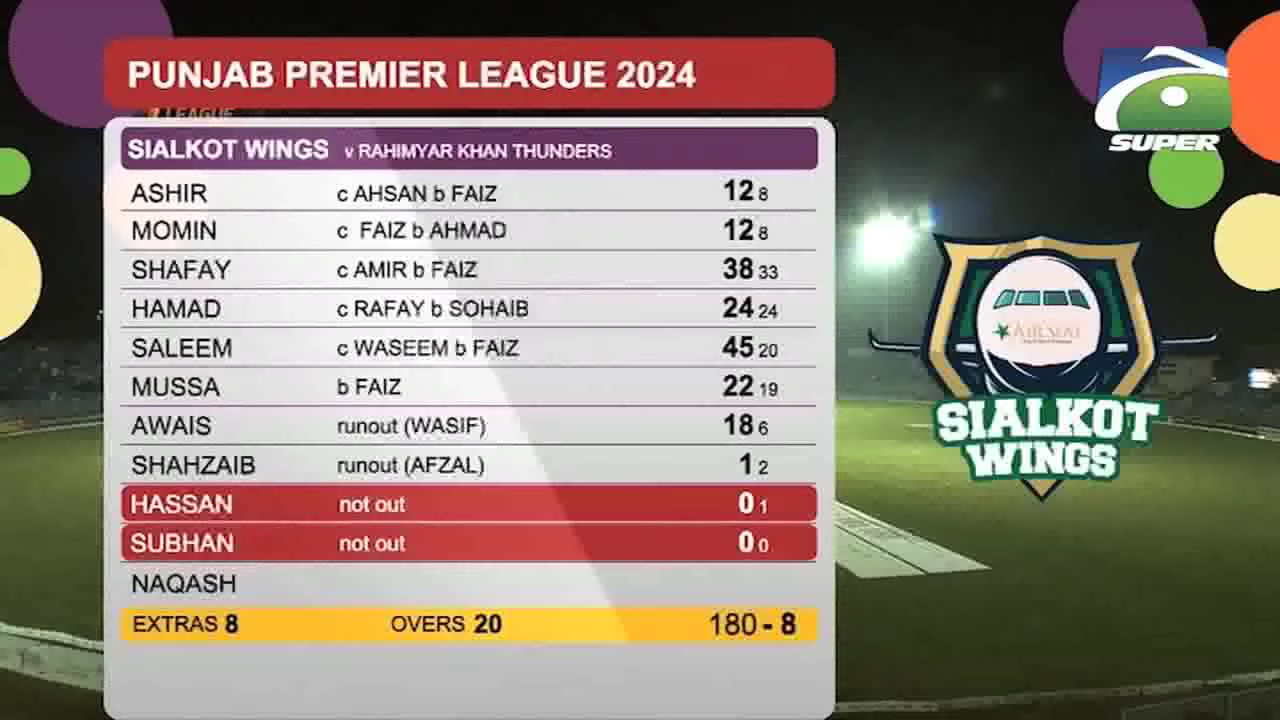 PUNJAB PREMIER LEAGUE 2024
LEAGUE
SIALKOT WINGS v RAHIMYAR KHAN THUNDERS
ASHIR c AHSAN b FAIZ 12 8
MOMIN c FAIZ b AHMAD 12 8
SHAFAY c AMIR b FAIZ 38 33
HAMAD c RAFAY b SOHAIB 24 24
SALEEM c WASEEM b FAIZ 45 20
MUSSA b FAIZ 22 19
AWAIS runout (WASIF) 18 6
SHAHZAIB runout (AFZAL) 1 2
HASSAN not out 0 1
SUBHAN not out 0 0
NAQASH
EXTRAS 8 OVERS 20 180 - 8
SUPER
SIALKOT
WINGS